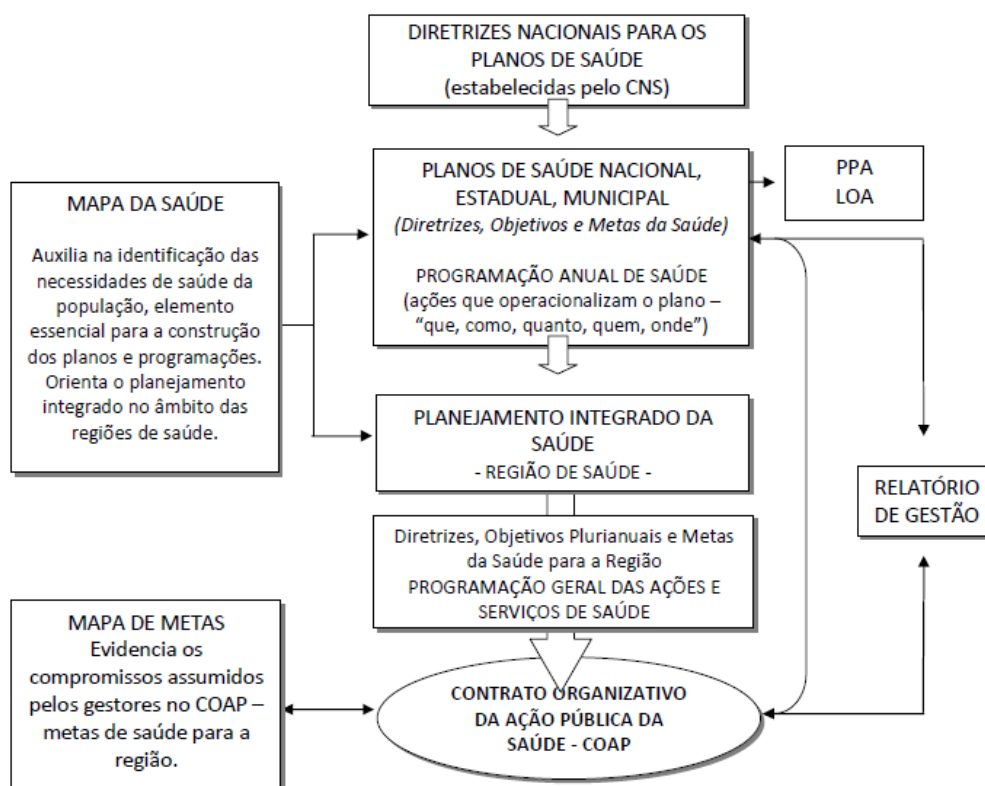 DIRETRIZES NACIONAIS PARA OS
PLANOS DE SAÚDE
(estabelecidas pelo CNS)
PLANOS DE SAÚDE NACIONAL,
ESTADUAL, MUNICIPAL
(Diretrizes, Objetivos e Metas da Saúde)
PROGRAMAÇÃO ANUAL DE SAÚDE
(ações que operacionalizam o plano –
“que, como, quanto, quem, onde”)
PPA
LOA
MAPA DA SAÚDE
Auxilia na identificação das
necessidades de saúde da
população, elemento
essencial para a construção
dos planos e programações.
Orienta o planejamento
integrado no âmbito das
regiões de saúde.
PLANEJAMENTO INTEGRADO DA
SAÚDE
- REGIÃO DE SAÚDE -
RELATÓRIO
DE GESTÃO
Diretrizes, Objetivos Plurianuais e Metas
da Saúde para a Região
PROGRAMAÇÃO GERAL DAS AÇÕES E
SERVIÇOS DE SAÚDE
MAPA DE METAS
Evidencia os
compromissos assumidos
pelos gestores no COAP –
metas de saúde para a
região.
CONTRATO ORGANIZATIVO
DA AÇÃO PÚBLICA DA
SAÚDE - COAP